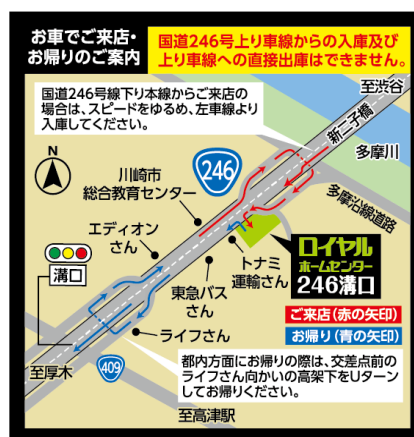 お車でご来店・
お帰りのご案内
国道246号上り車線からの入庫及び
上り車線への直接出庫はできません。
国道246号線下り本線からご来店の
場合は、スピードをゆるめ、左車線より
入庫してください。
至渋谷
新二子橋
多摩川
多摩沿線道路
N
246
川崎市
総合教育センター
エディオン
さん
溝口
ロイヤル
ホームセンター
246溝口
トナミ
運輸さん
東急バス
さん
ご来店(赤の矢印)
お帰り(青の矢印)
ライフさん
都内方面にお帰りの際は、交差点前の
ライフさん向かいの高架下をUターン
してお帰りください。
至厚木
409
至高津駅